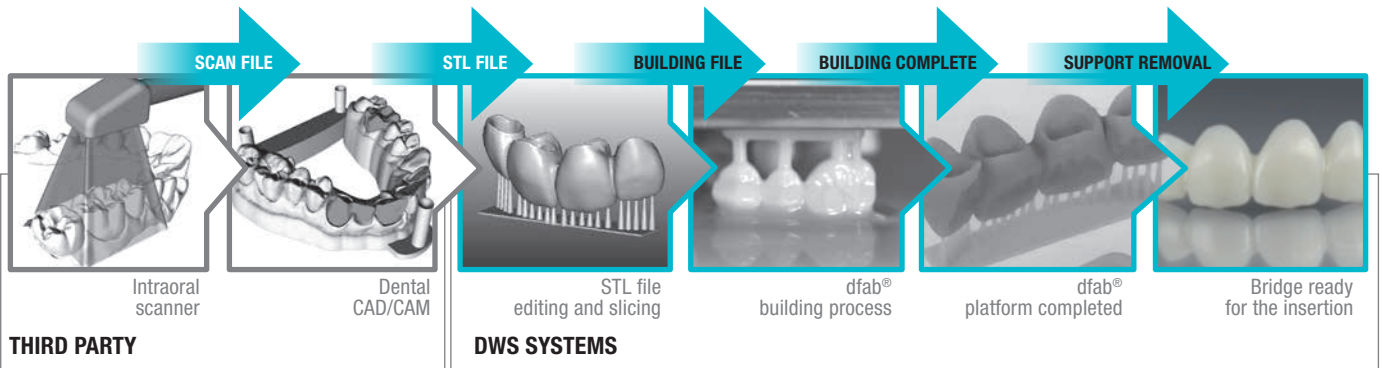 SCAN FILE
STL FILE
BUILDING FILE
BUILDING COMPLETE
SUPPORT REMOVAL
Intraoral
scanner
Dental
CAD/CAM
STL file
editing and slicing
dfab®
building process
dfab®
platform completed
Bridge ready
for the insertion
THIRD PARTY
DWS SYSTEMS